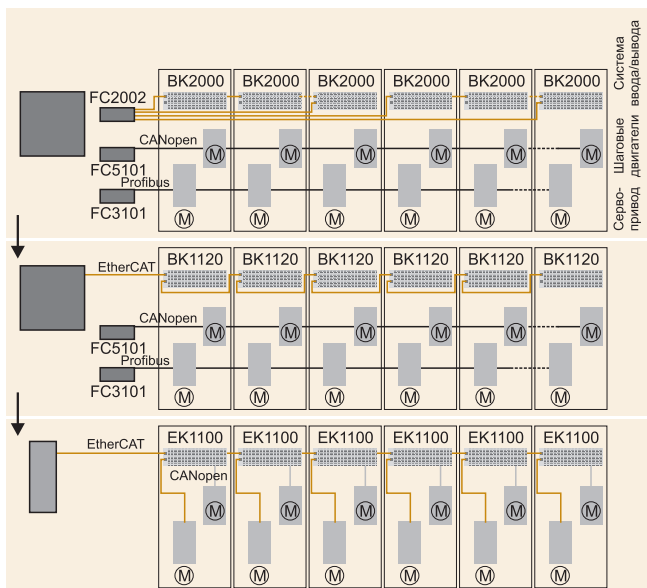 BK2000 BK2000 BK2000 BK2000 BK2000 BK2000
FC2002
CANopen
FC5101
Profibus
FC3101
M M M M M M
M M M M M M
Система
ввода/вывода
Шаговые
двигатели
Серво-
привод
BK1120 BK1120 BK1120 BK1120 BK1120 BK1120
EtherCAT
CANopen
FC5101
Profibus
FC3101
M M M M M M
M M M M M M
EK1100 EK1100 EK1100 EK1100 EK1100 EK1100
EtherCAT
CANopen
M M M M M M
M M M M M M